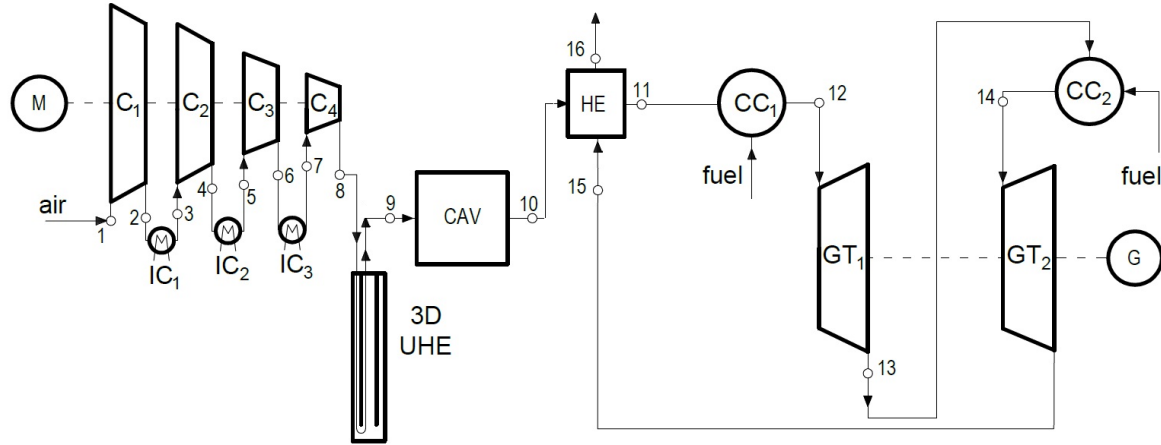 M
C₁
C₂
C₃
C₄
air
1
2
3
4
5
6
7
8
IC₁
IC₂
IC₃
M
M
M
3D
UHE
9
CAV
10
16
HE
11
15
CC₁
fuel
12
GT₁
13
14
CC₂
fuel
GT₂
G